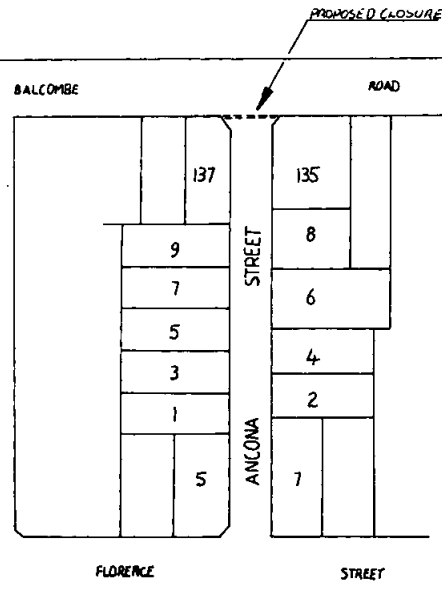 PROPOSED CLOSURE
BALCOMBE ROAD
137 135
STREET
8
9
7
6
5
4
3
2
1
ANCONA
5 7
FLORENCE STREET